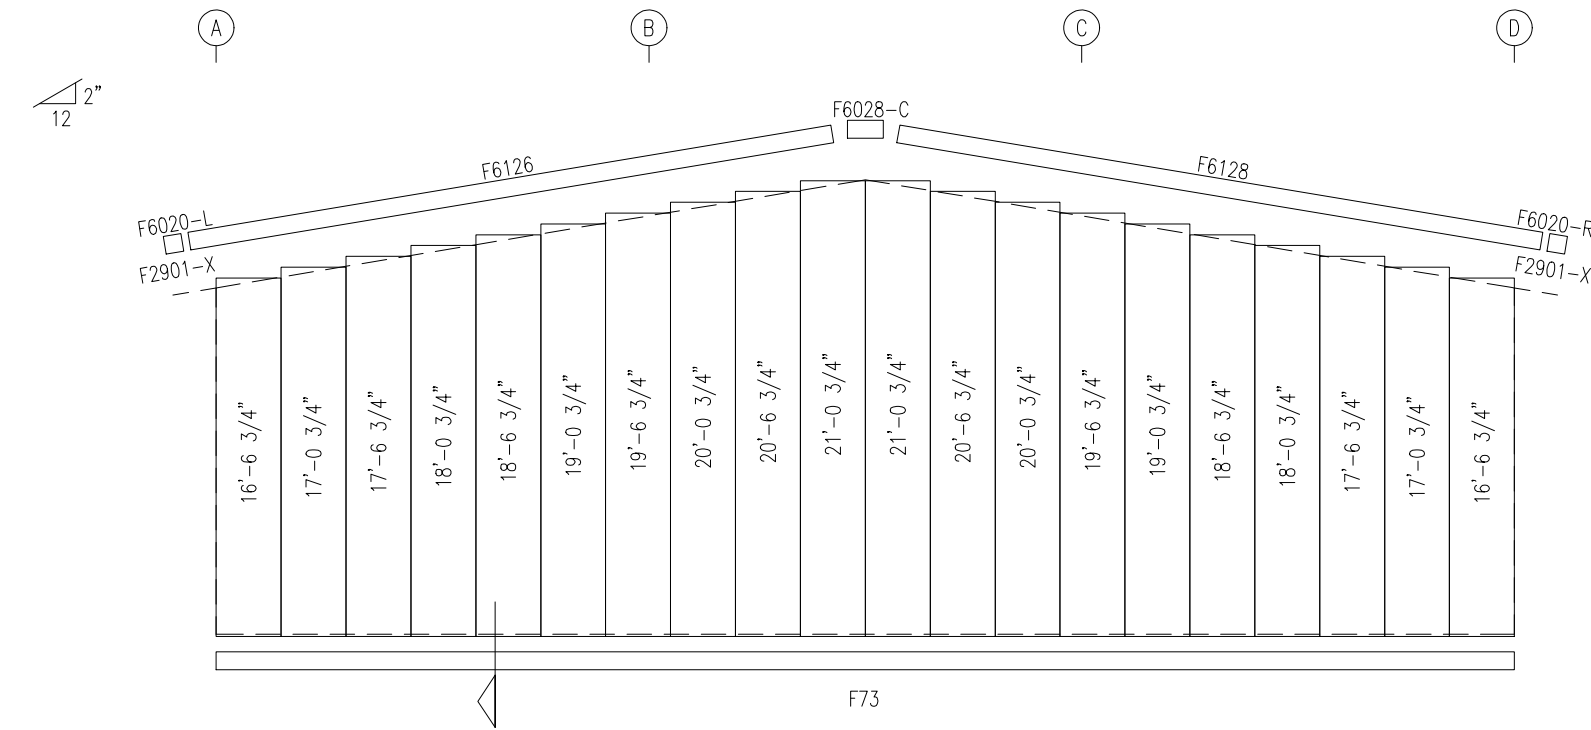 A
B
C
D
2”
12
F6028-C
F6126
F6128
F6020-L
F6020-R
F2901-X
F2901-X
16'-6 3/4”
17'-0 3/4”
17'-6 3/4”
18'-0 3/4”
18'-6 3/4”
19'-0 3/4”
19'-6 3/4”
20'-0 3/4”
20'-6 3/4”
21'-0 3/4”
21'-0 3/4”
20'-6 3/4”
20'-0 3/4”
19'-6 3/4”
19'-0 3/4”
18'-6 3/4”
18'-0 3/4”
17'-6 3/4”
17'-0 3/4”
16'-6 3/4”
F73